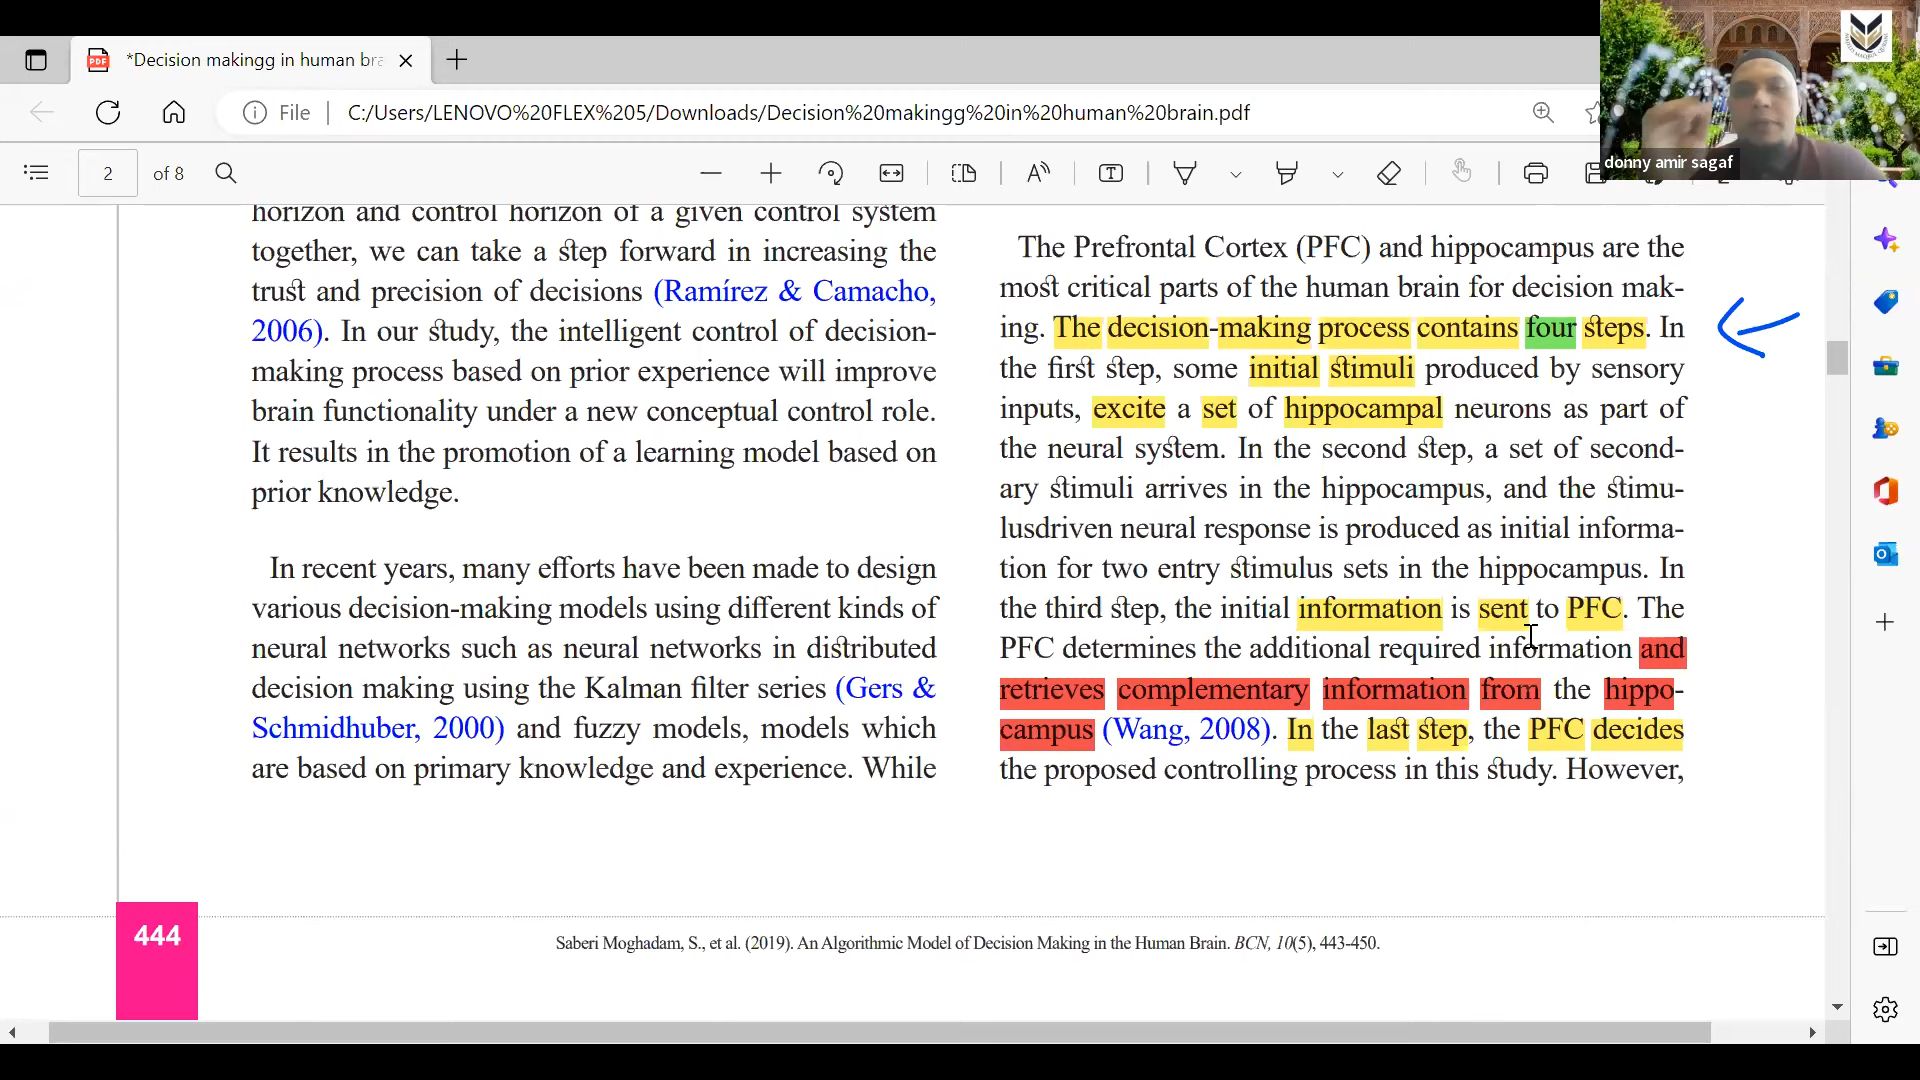 *Decision makingg in human bra
File
C:/Users/LENOVO%20FLEX%205/Downloads/Decision%20makingg%20in%20human%20brain.pdf
donny amir sagaf
2
of 8
horizon and control horizon of a given control system
together, we can take a step forward in increasing the
trust and precision of decisions (Ramírez & Camacho,
2006). In our study, the intelligent control of decision-
making process based on prior experience will improve
brain functionality under a new conceptual control role.
It results in the promotion of a learning model based on
prior knowledge.
In recent years, many efforts have been made to design
various decision-making models using different kinds of
neural networks such as neural networks in distributed
decision making using the Kalman filter series (Gers &
Schmidhuber, 2000) and fuzzy models, models which
are based on primary knowledge and experience. While
The Prefrontal Cortex (PFC) and hippocampus are the
most critical parts of the human brain for decision mak-
ing. The decision-making process contains four steps. In
the first step, some initial stimuli produced by sensory
inputs, excite a set of hippocampal neurons as part of
the neural system. In the second step, a set of second-
ary stimuli arrives in the hippocampus, and the stimu-
lusdriven neural response is produced as initial informa-
tion for two entry stimulus sets in the hippocampus. In
the third step, the initial information is sent to PFC. The
PFC determines the additional required information and
retrieves complementary information from the hippo-
campus (Wang, 2008). In the last step, the PFC decides
the proposed controlling process in this study. However,
444
Saberi Moghadam, S., et al. (2019). An Algorithmic Model of Decision Making in the Human Brain. BCN, 10(5), 443-450.